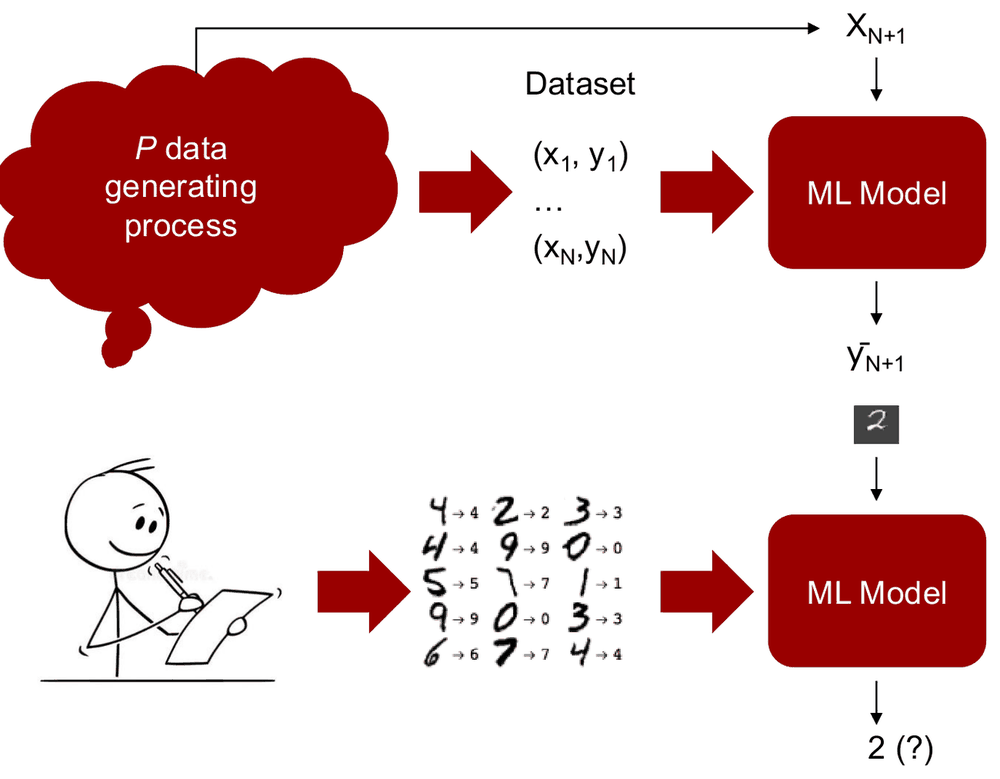 X_{N+1}
Dataset
P data
generating
process
(x_1, y_1)
...
(x_N,y_N)
ML Model
ȳ_{N+1}
2
4→4 2→2 3→3
4→4 9→9 0→0
5→5 7→7 1→1
9→9 0→0 3→3
6→6 7→7 4→4
ML Model
2 (?)